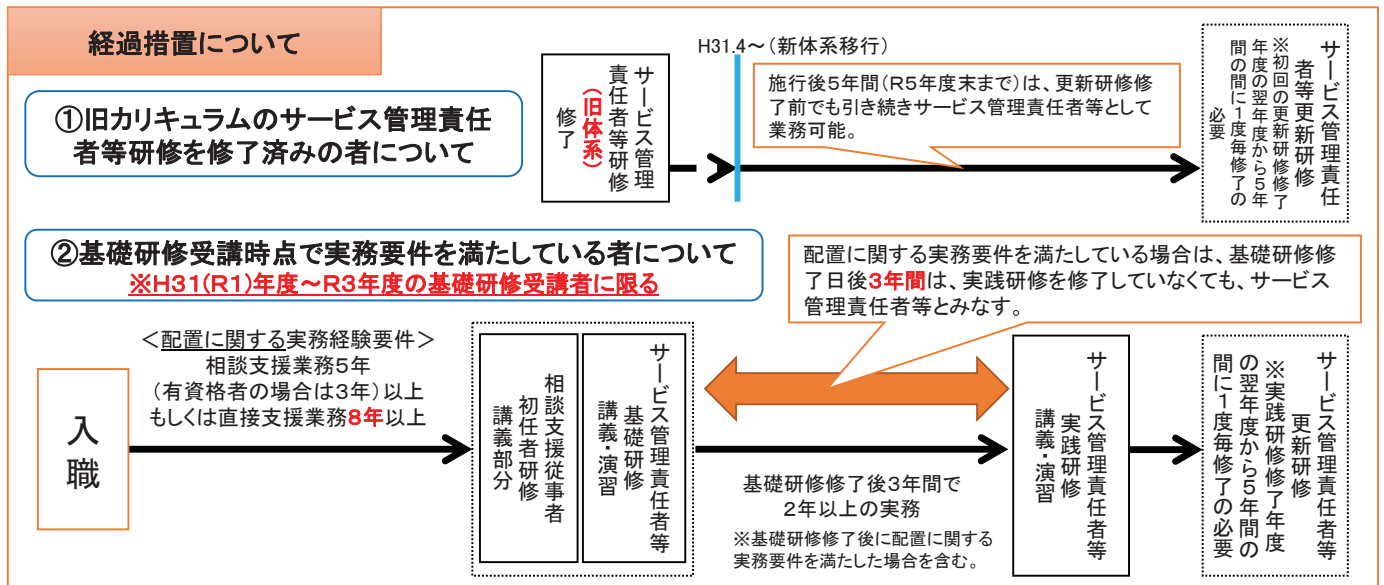 経過措置について
①旧カリキュラムのサービス管理責任
者等研修を修了済みの者について
サービス管理
責任者等研修
(旧体系)
修了
H31.4~(新体系移行)
施行後5年間(R5年度末まで)は、更新研修修
了前でも引き続きサービス管理責任者等として
業務可能。
サービス管理責任
者等更新研修
※初回の更新研修修了
年度の翌年度から5年
間の間に1度毎修了の
必要
②基礎研修受講時点で実務要件を満たしている者について
※H31(R1)年度~R3年度の基礎研修受講者に限る
配置に関する実務要件を満たしている場合は、基礎研修修
了日後3年間は、実践研修を修了していなくても、サービス
管理責任者等とみなす。
入職
<配置に関する実務経験要件>
相談支援業務5年
(有資格者の場合は3年)以上
もしくは直接支援業務8年以上
相談支援従事者
初任者研修
講義部分
サービス管理責任者等
基礎研修
講義・演習
基礎研修修了後3年間で
2年以上の実務
※基礎研修修了後に配置に関する
実務要件を満たした場合を含む。
サービス管理責任者等
実践研修
講義・演習
サービス管理責任者等
更新研修
※実践研修修了年度
の翌年度から5年間の
間に1度毎修了の必要